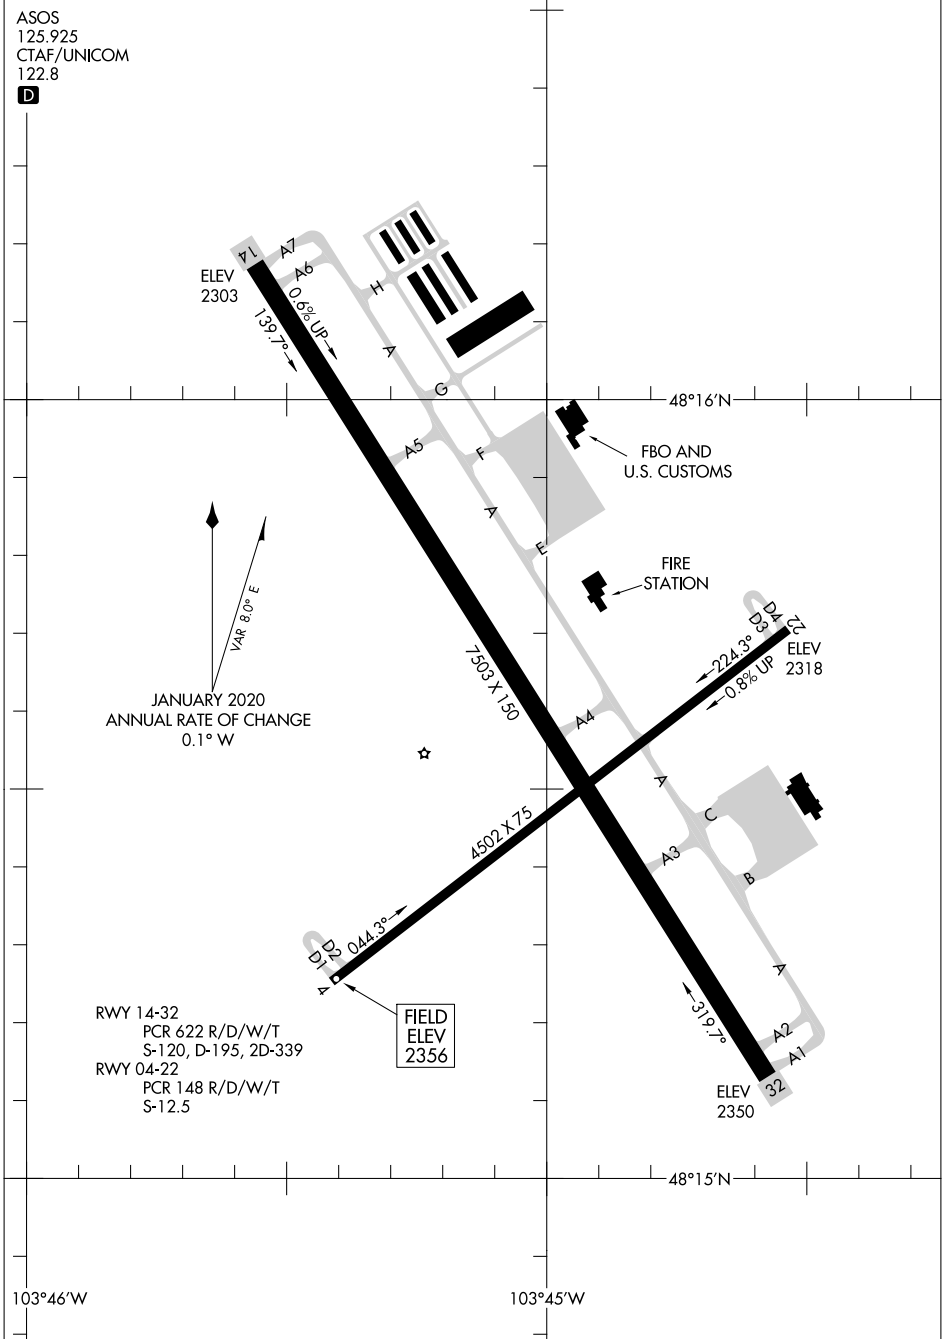 ASOS
125.925
CTAF/UNICOM
122.8
D
14
A7
A6
ELEV
2303
0.6% UP
139.7°
H
A
G
48°16'N
A5
F
FBO AND
U.S. CUSTOMS
A
E
VAR 8.0° E
FIRE
STATION
D4
D3
22
224.3°
ELEV
2318
0.8% UP
7503 X 150
JANUARY 2020
ANNUAL RATE OF CHANGE
0.1° W
A4
A
C
4502 X 75
A3
B
044.3°
D2
D1
4
A
FIELD
ELEV
2356
RWY 14-32
PCR 622 R/D/W/T
S-120, D-195, 2D-339
RWY 04-22
PCR 148 R/D/W/T
S-12.5
319.7°
A2
A1
32
ELEV
2350
48°15'N
103°46'W
103°45'W